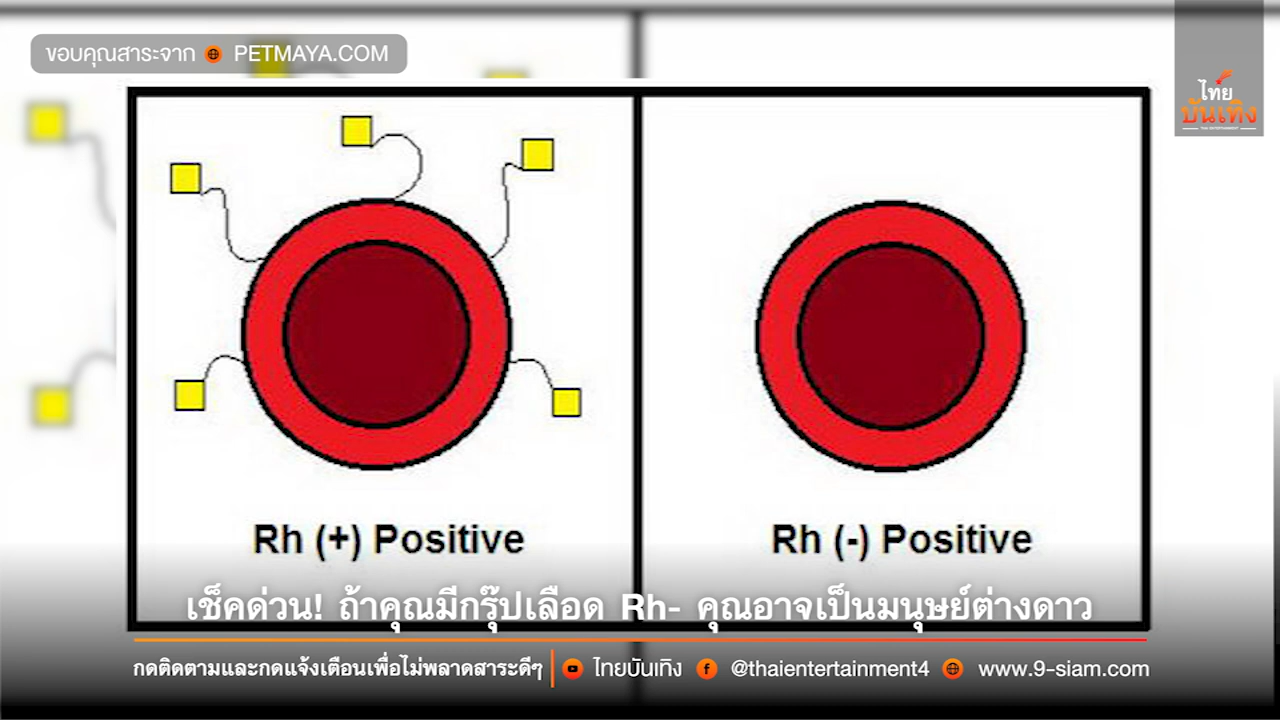 ขอบคุณสาระจาก PETMAYA.COM
ไทย
บันเทิง
THAI ENTERTAINMENT
Rh (+) Positive
Rh (-) Positive
เช็คด่วน! ถ้าคุณมีกรุ๊ปเลือด Rh- คุณอาจเป็นมนุษย์ต่างดาว
กดติดตามและกดแจ้งเตือนเพื่อไม่พลาดสาระดีๆ ไทยบันเทิง @thaientertainment4 www.9-siam.com